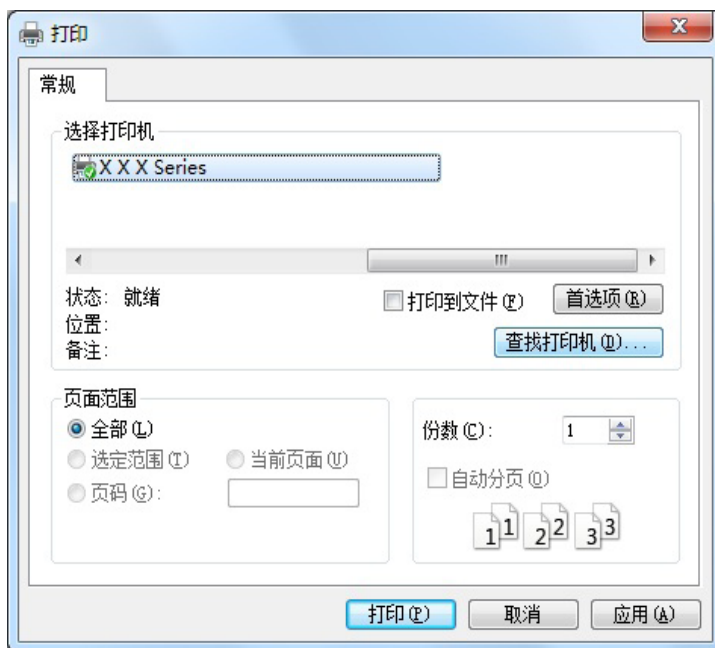 打印
常规
选择打印机
X X X Series
状态: 就绪
打印到文件(F)
首选项(R)
位置:
备注:
查找打印机(D)...
页面范围
全部(L)
选定范围(T)
当前页面(U)
页码(G):
份数(C):
1
自动分页(O)
1 1 2 2 3 3
打印(P)
取消
应用(A)